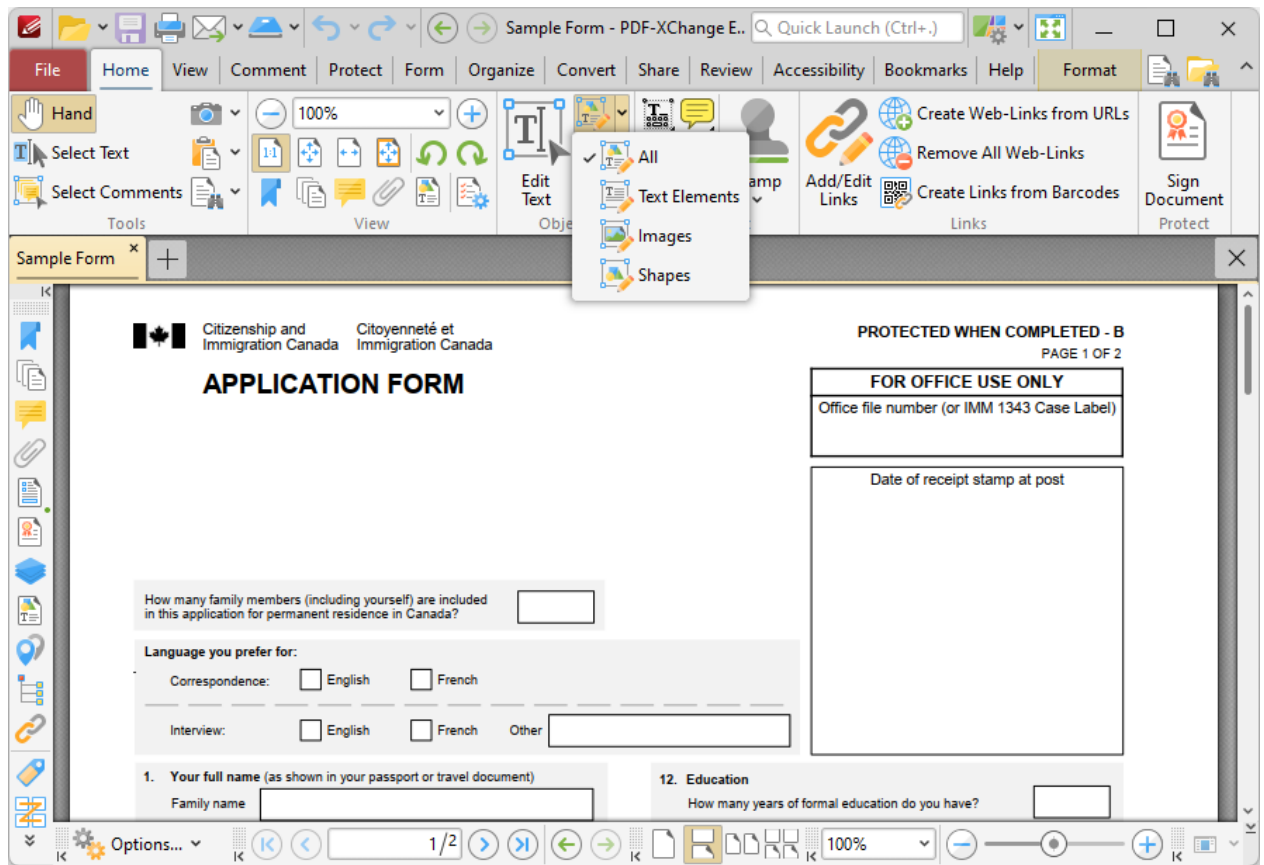 Sample Form - PDF-XChange E..
Quick Launch (Ctrl+.)
File
Home
View
Comment
Protect
Form
Organize
Convert
Share
Review
Accessibility
Bookmarks
Help
Format
Hand
Select Text
Select Comments
Tools
100%
1:1
View
Edit
Text
All
Text Elements
Images
Shapes
Add/Edit
Links
Create Web-Links from URLs
Remove All Web-Links
Create Links from Barcodes
Links
Sign
Document
Protect
Sample Form
Citizenship and Citoyenneté et
Immigration Canada Immigration Canada
APPLICATION FORM
PROTECTED WHEN COMPLETED - B
PAGE 1 OF 2
FOR OFFICE USE ONLY
Office file number (or IMM 1343 Case Label)
Date of receipt stamp at post
How many family members (including yourself) are included
in this application for permanent residence in Canada?
Language you prefer for:
Correspondence: English French
Interview: English French Other
1. Your full name (as shown in your passport or travel document)
Family name
12. Education
How many years of formal education do you have?
Options...
1/2
100%